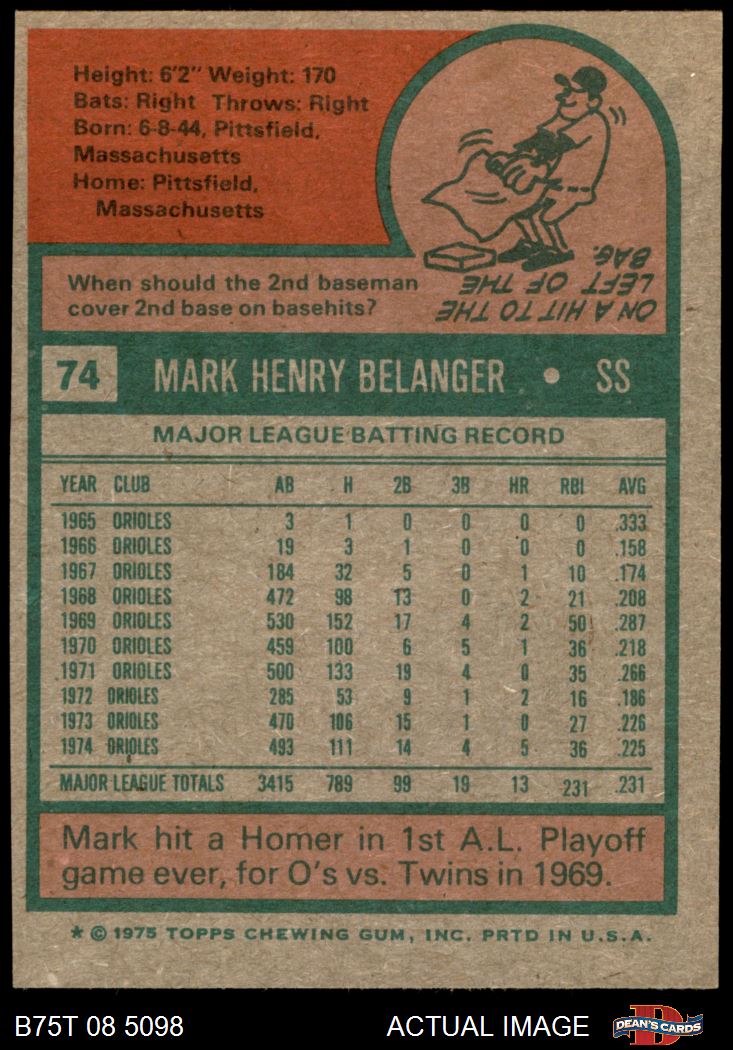 Height: 6'2" Weight: 170
Bats: Right Throws: Right
Born: 6-8-44, Pittsfield,
Massachusetts
Home: Pittsfield,
Massachusetts
When should the 2nd baseman
cover 2nd base on basehits?
ON A HIT TO THE
LEFT OF THE
BAG.
74 MARK HENRY BELANGER • SS
MAJOR LEAGUE BATTING RECORD
YEAR CLUB AB H 2B 3B HR RBI AVG
1965 ORIOLES 3 1 0 0 0 0 .333
1966 ORIOLES 19 3 1 0 0 0 .158
1967 ORIOLES 184 32 5 0 1 10 .174
1968 ORIOLES 472 98 13 0 2 21 .208
1969 ORIOLES 530 152 17 4 2 50 .287
1970 ORIOLES 459 100 6 5 1 36 .218
1971 ORIOLES 500 133 19 4 0 35 .266
1972 ORIOLES 285 53 9 1 2 16 .186
1973 ORIOLES 470 106 15 1 0 27 .226
1974 ORIOLES 493 111 14 4 5 36 .225
MAJOR LEAGUE TOTALS 3415 789 99 19 13 231 .231
Mark hit a Homer in 1st A.L. Playoff
game ever, for O's vs. Twins in 1969.
* © 1975 TOPPS CHEWING GUM, INC. PRTD IN U.S.A.
B75T 08 5098 ACTUAL IMAGE D DEAN'S CARDS